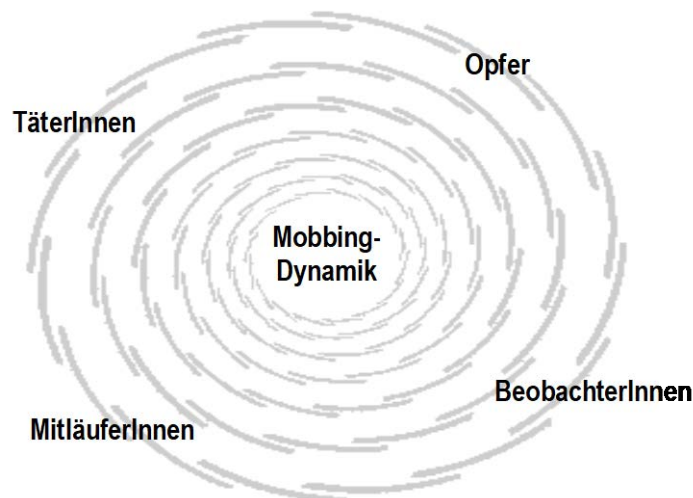 Opfer
TäterInnen
Mobbing-
Dynamik
BeobachterInnen
MitläuferInnen